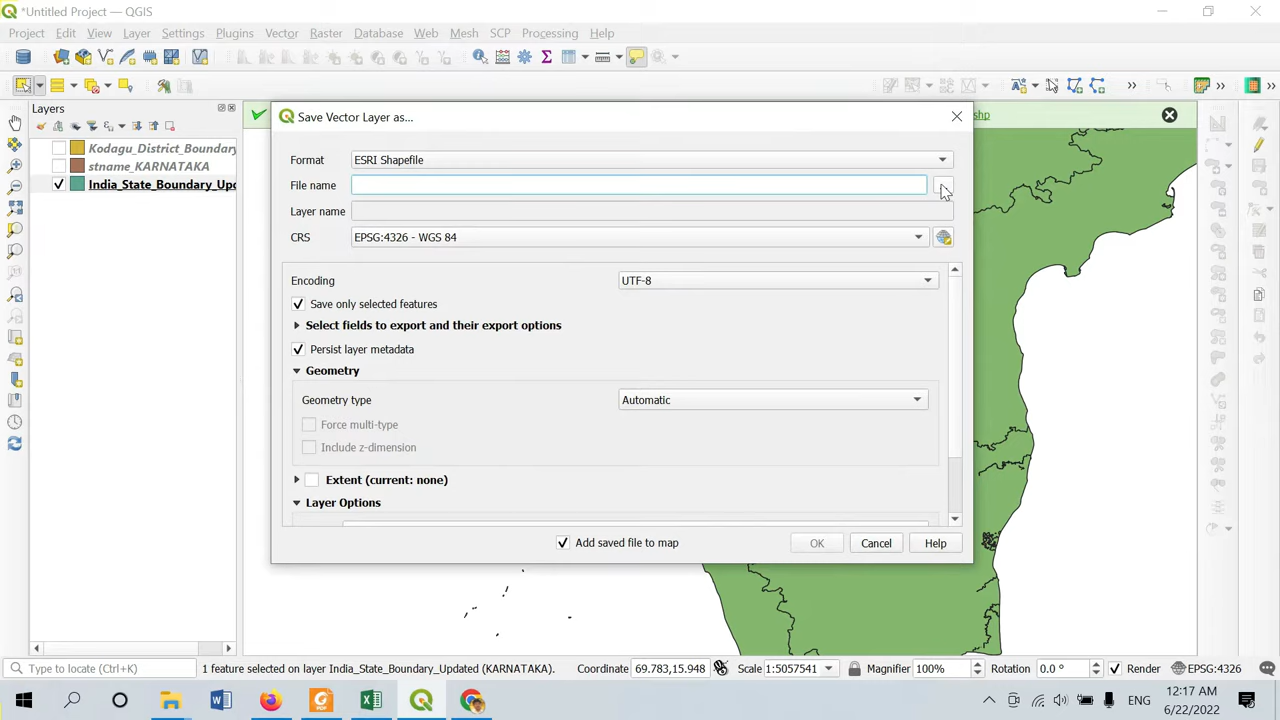 *Untitled Project — QGIS
Project Edit View Layer Settings Plugins Vector Raster Database Web Mesh SCP Processing Help
Layers
Kodagu_District_Boundary
stname_KARNATAKA
India_State_Boundary_Upd
shp
Save Vector Layer as...
Format ESRI Shapefile
File name
Layer name
CRS EPSG:4326 - WGS 84
Encoding UTF-8
Save only selected features
Select fields to export and their export options
Persist layer metadata
Geometry
Geometry type Automatic
Force multi-type
Include z-dimension
Extent (current: none)
Layer Options
Add saved file to map OK Cancel Help
Type to locate (Ctrl+K) 1 feature selected on layer India_State_Boundary_Updated (KARNATAKA). Coordinate 69.783,15.948 Scale 1:5057541 Magnifier 100% Rotation 0.0 ° Render EPSG:4326
ENG 12:17 AM
6/22/2022